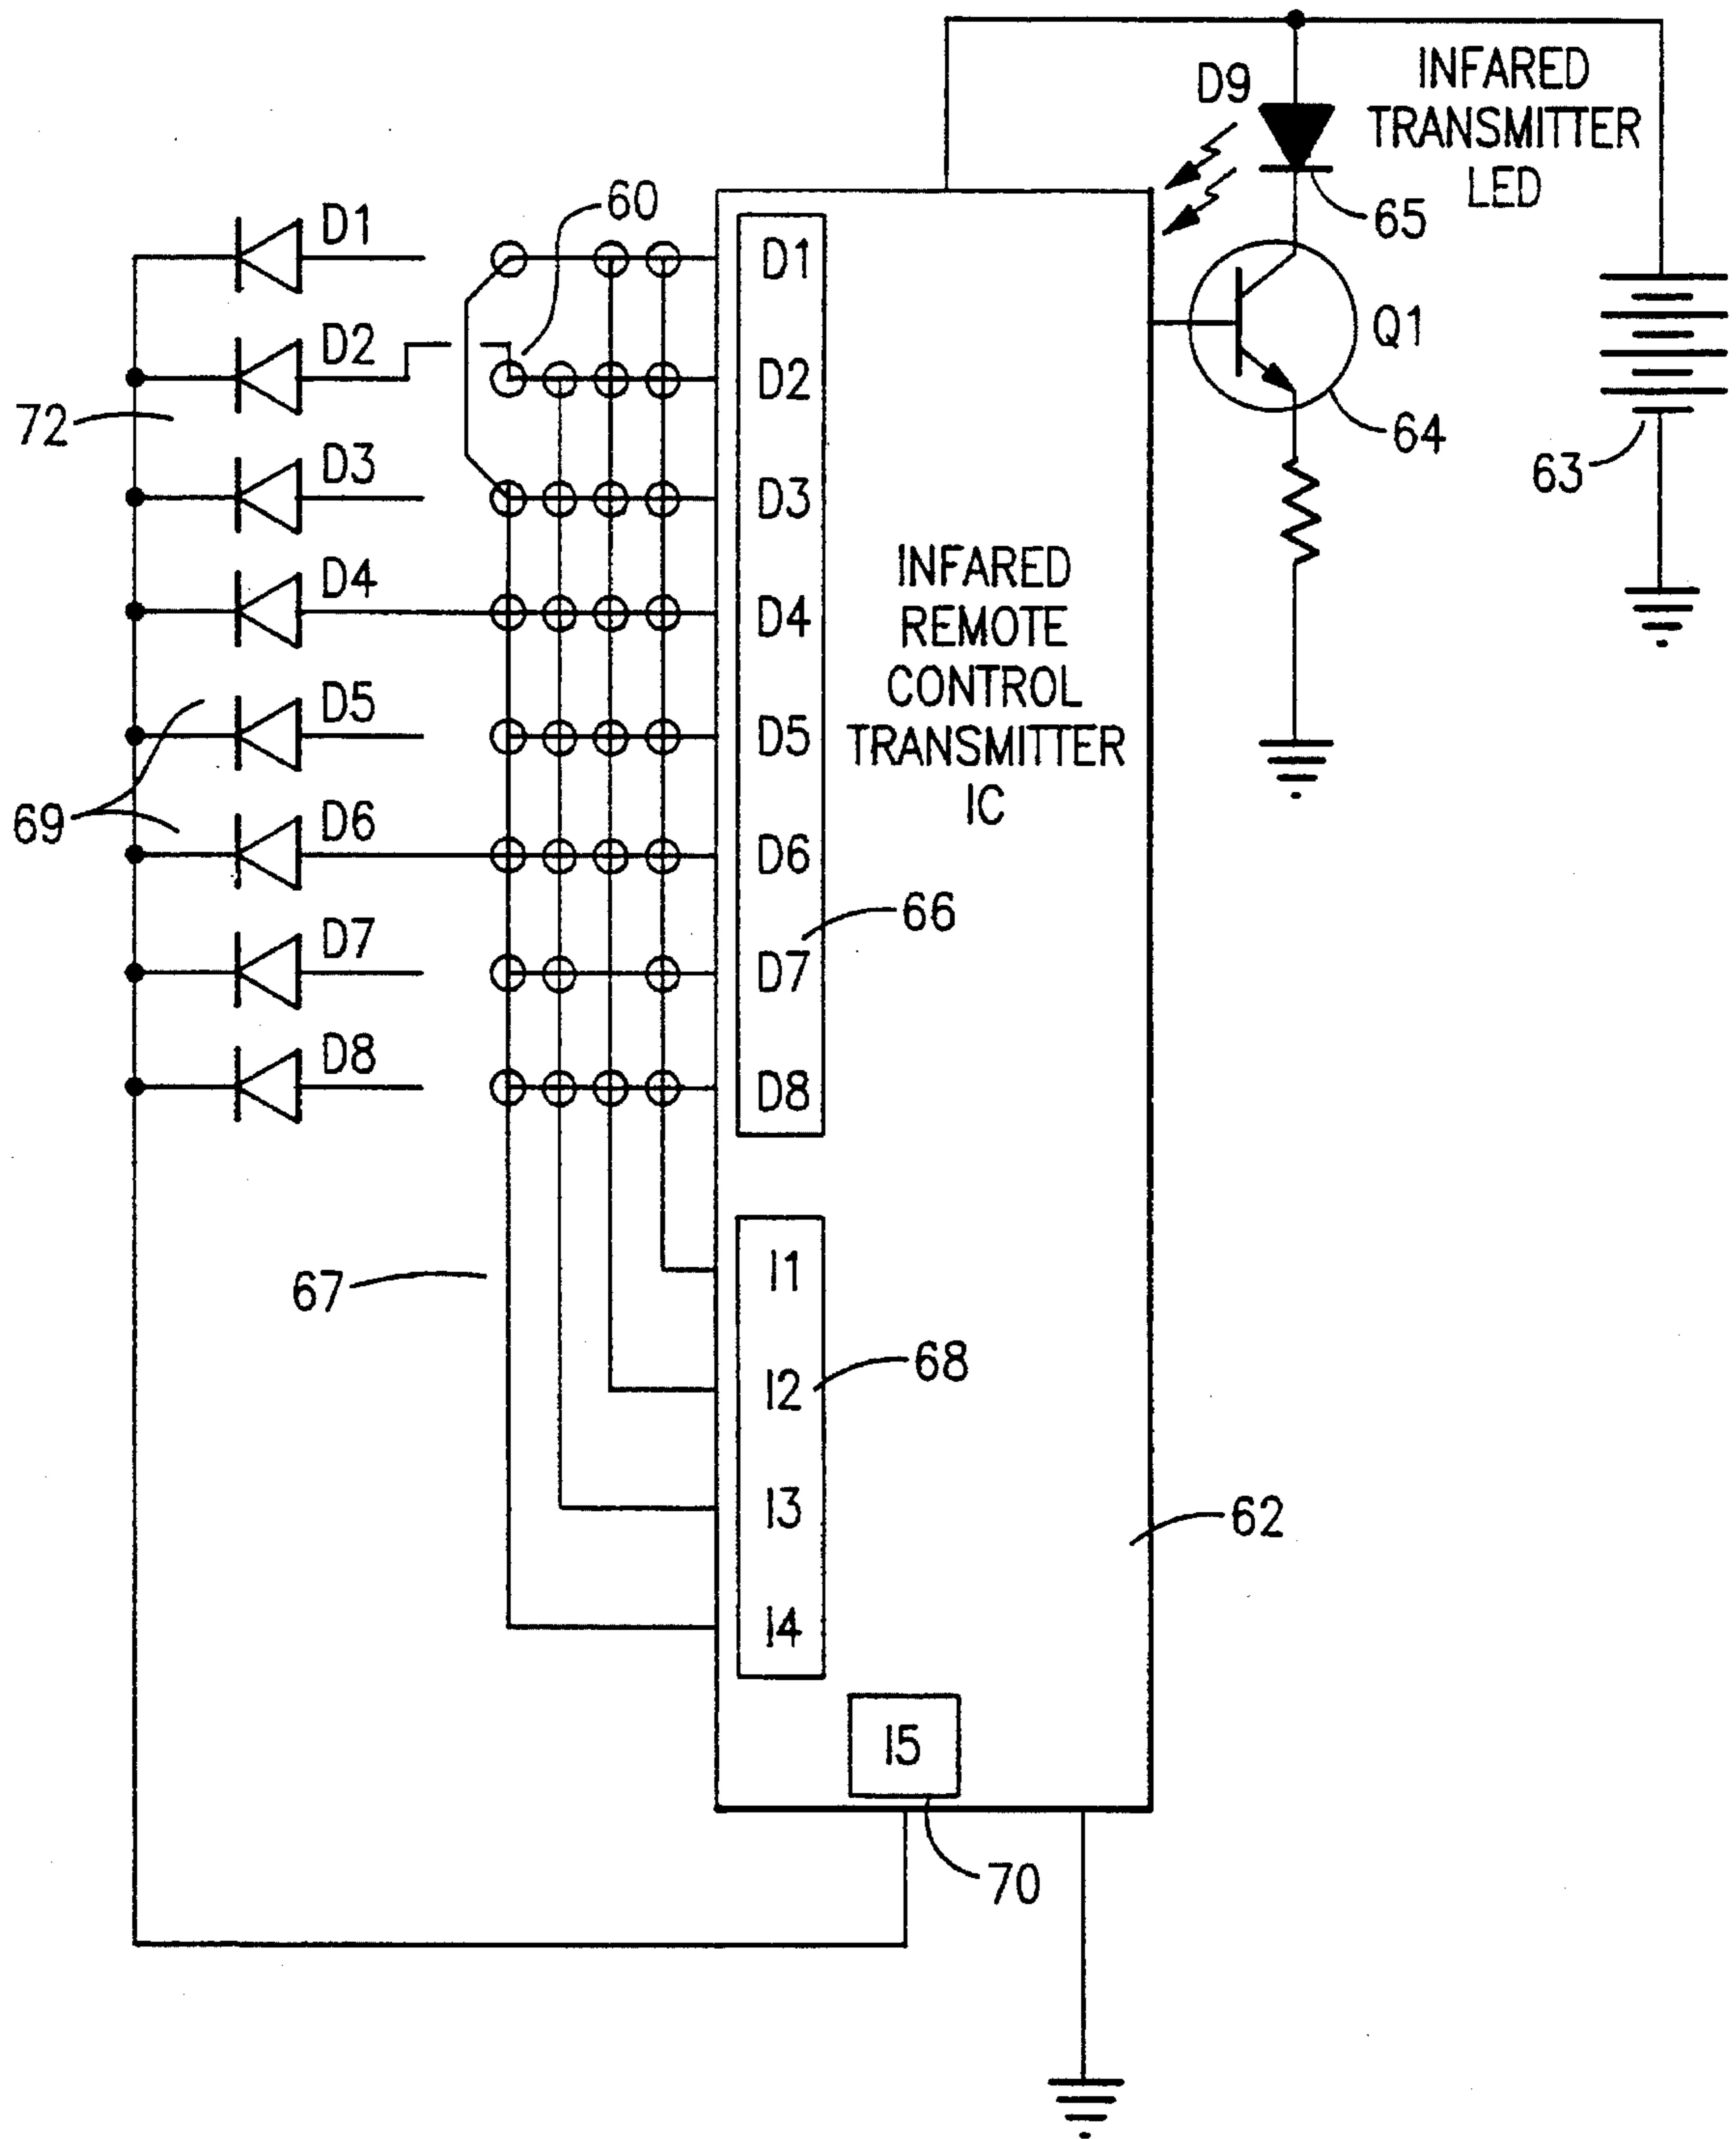 D9
INFARED
TRANSMITTER
LED
65
60
D1
D2
72
D3
D4
D5
69
D6
D7
D8
D1
D2
D3
D4
D5
D6
66
D7
D8
INFARED
REMOTE
CONTROL
TRANSMITTER
IC
Q1
64
63
67
I1
I2
68
I3
I4
62
I5
70